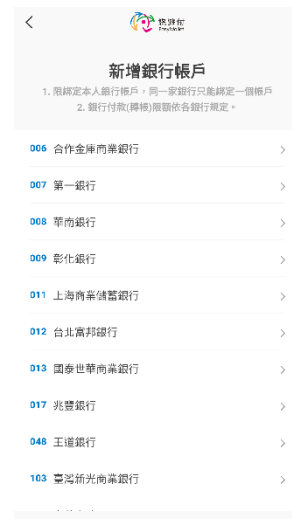 悠遊付
EasyWallet
新增銀行帳戶
1. 限綁定本人銀行帳戶，同一家銀行只能綁定一個帳戶
2. 銀行付款(轉帳)限額依各銀行規定。
006 合作金庫商業銀行
007 第一銀行
008 華南銀行
009 彰化銀行
011 上海商業儲蓄銀行
012 台北富邦銀行
013 國泰世華商業銀行
017 兆豐銀行
048 王道銀行
103 臺灣新光商業銀行